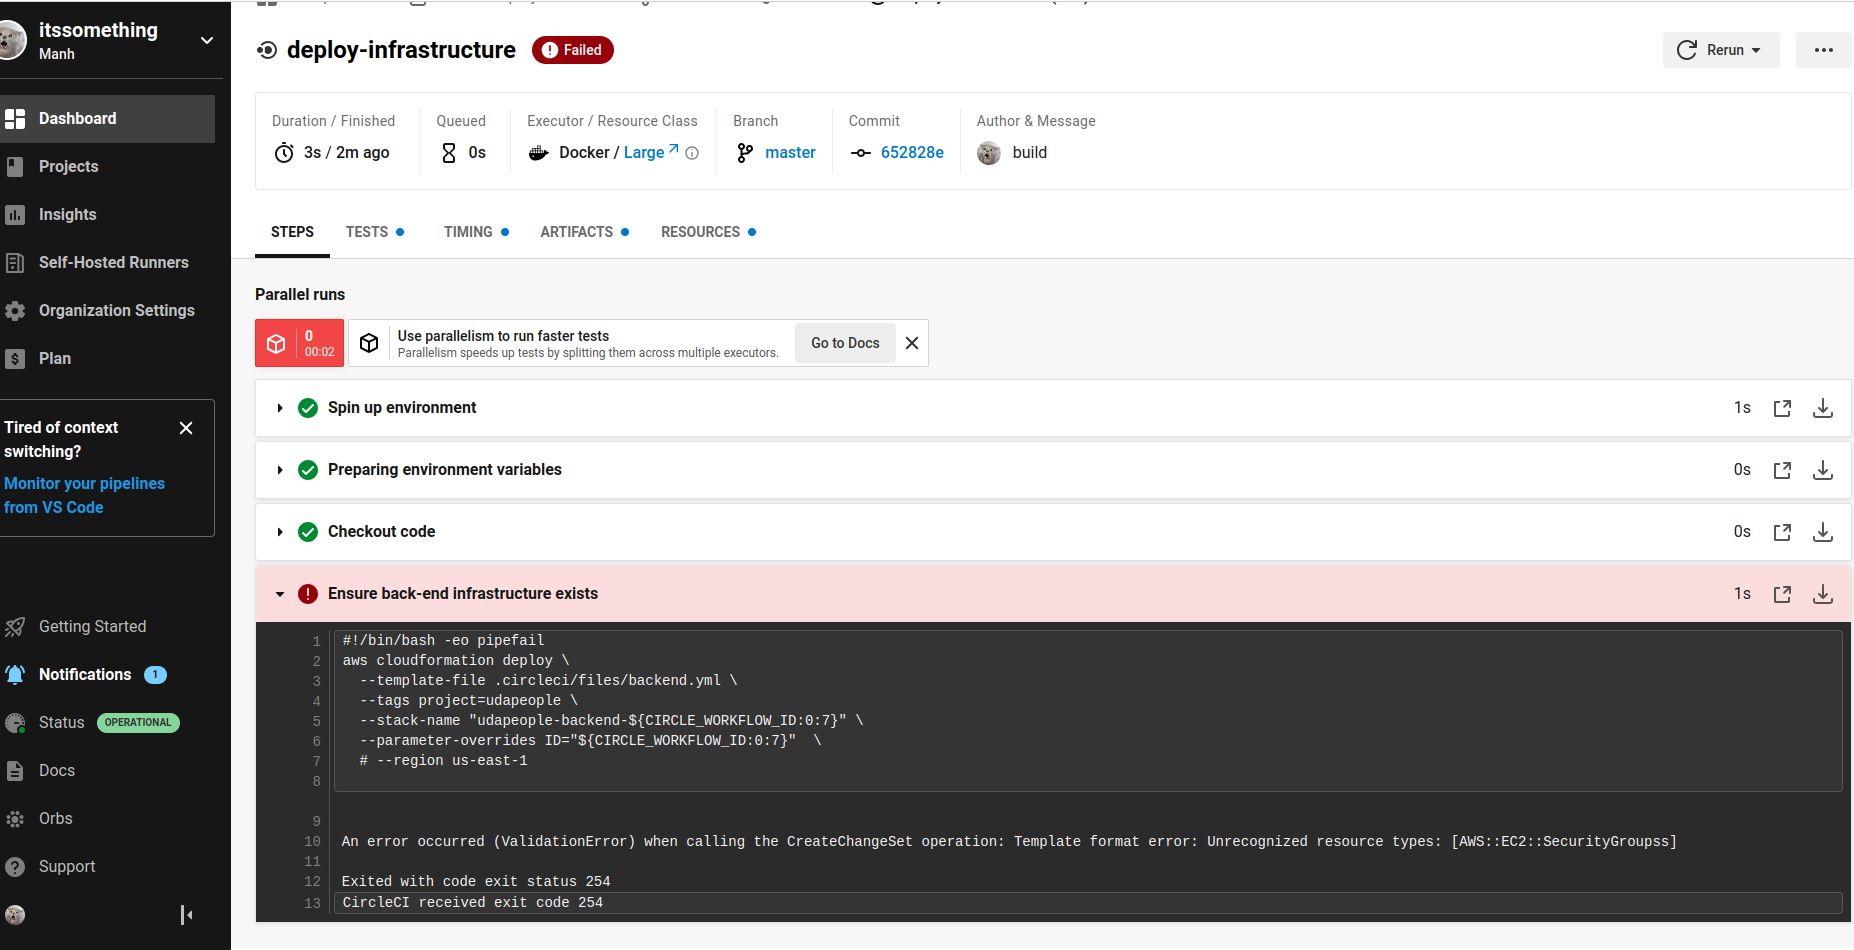 itssomething
Manh
Dashboard
Projects
Insights
Self-Hosted Runners
Organization Settings
Plan
Tired of context
switching?
Monitor your pipelines
from VS Code
Getting Started
Notifications 1
Status OPERATIONAL
Docs
Orbs
Support
deploy-infrastructure Failed
Rerun
Duration / Finished
3s / 2m ago
Queued
0s
Executor / Resource Class
Docker / Large
Branch
master
Commit
652828e
Author & Message
build
STEPS TESTS TIMING ARTIFACTS RESOURCES
Parallel runs
0
00:02
Use parallelism to run faster tests
Parallelism speeds up tests by splitting them across multiple executors.
Go to Docs
Spin up environment 1s
Preparing environment variables 0s
Checkout code 0s
Ensure back-end infrastructure exists 1s
1 #!/bin/bash -eo pipefail
2 aws cloudformation deploy \
3 --template-file .circleci/files/backend.yml \
4 --tags project=udapeople \
5 --stack-name "udapeople-backend-${CIRCLE_WORKFLOW_ID:0:7}" \
6 --parameter-overrides ID="${CIRCLE_WORKFLOW_ID:0:7}"  \
7 # --region us-east-1
8
9
10 An error occurred (ValidationError) when calling the CreateChangeSet operation: Template format error: Unrecognized resource types: [AWS::EC2::SecurityGroupss]
11
12 Exited with code exit status 254
13 CircleCI received exit code 254